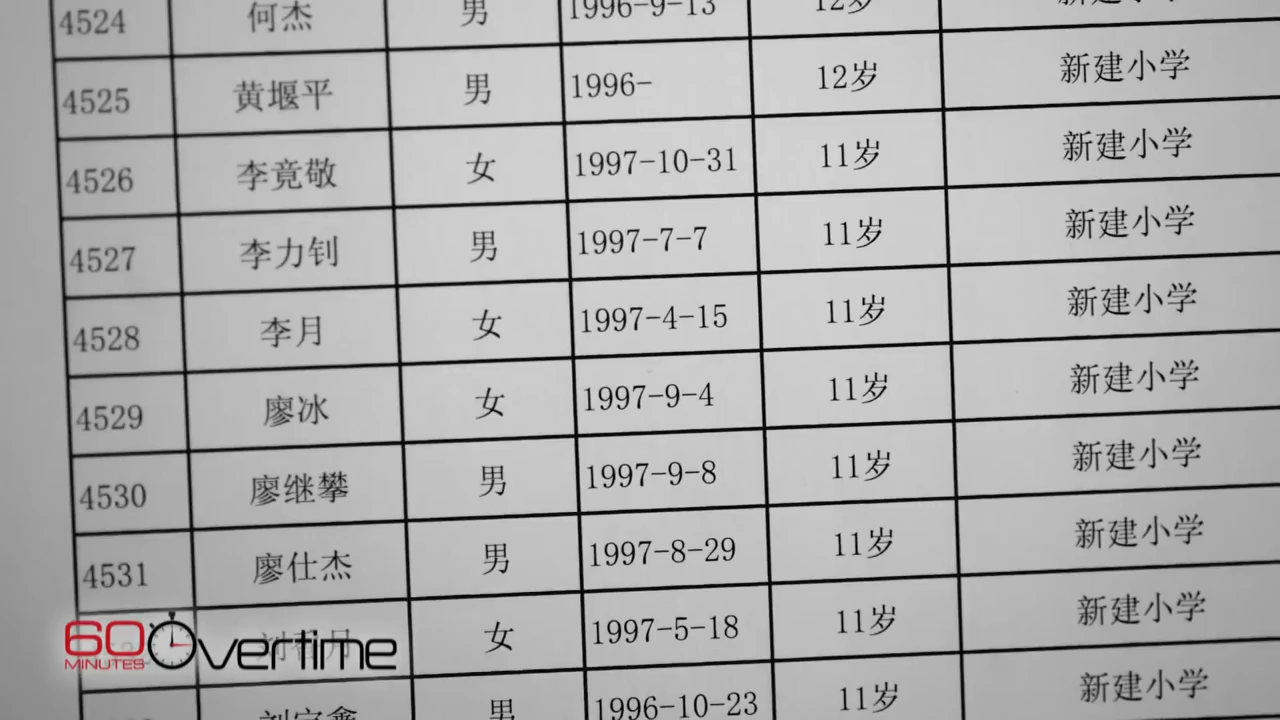 4524 何杰 男 1996-9-13 12岁
4525 黄堰平 男 1996- 12岁 新建小学
4526 李竟敬 女 1997-10-31 11岁 新建小学
4527 李力钊 男 1997-7-7 11岁 新建小学
4528 李月 女 1997-4-15 11岁 新建小学
4529 廖冰 女 1997-9-4 11岁 新建小学
4530 廖继攀 男 1997-9-8 11岁 新建小学
4531 廖仕杰 男 1997-8-29 11岁 新建小学
女 1997-5-18 11岁 新建小学
男 1996-10-23 11岁 新建小学
60 MINUTES Overtime